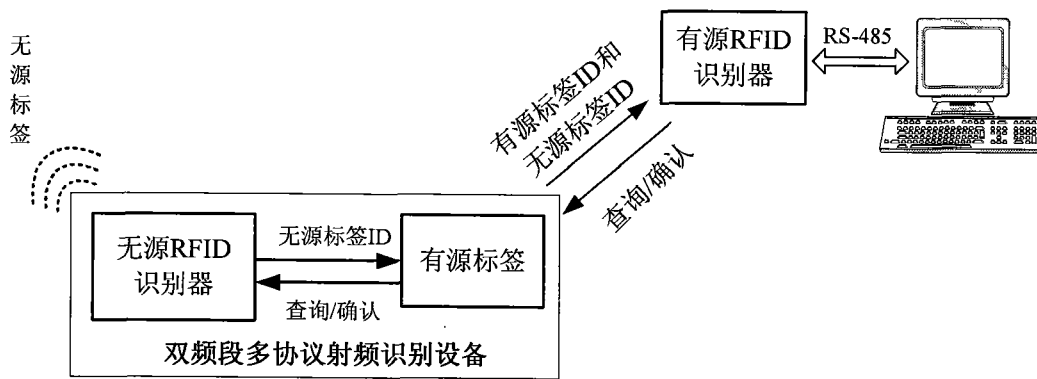 无源标签
有源RFID
识别器
RS-485
有源标签ID和
无源标签ID
查询/确认
无源RFID
识别器
无源标签ID
查询/确认
有源标签
双频段多协议射频识别设备